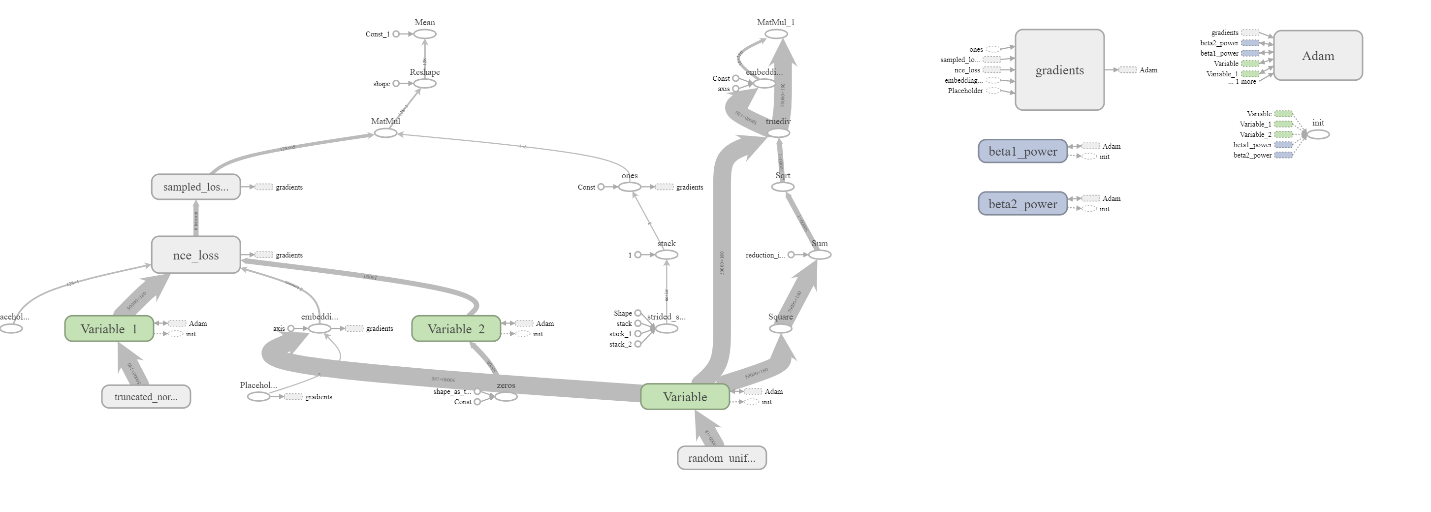 Mean
Const_1
Reshape
shape
MatMul
sampled_los...
gradients
nce_loss
gradients
acehol...
Variable_1
Adam
init
truncated_nor...
embeddi...
axis
gradients
Placehol...
gradients
Variable_2
Adam
init
zeros
shape_as_t...
Const
ones
Const
gradients
stack
1
strided_s...
Shape
stack
stack_1
stack_2
MatMul_1
embeddi...
Const
axis
truediv
Sqrt
Sum
reduction_i...
Square
Variable
Adam
init
random_unif...
ones
sampled_lo...
nce_loss
embedding...
Placeholder
gradients
Adam
beta1_power
Adam
init
beta2_power
Adam
init
gradients
beta2_power
beta1_power
Variable
Variable_1
... 1 more
Adam
Variable
Variable_1
Variable_2
beta1_power
beta2_power
init